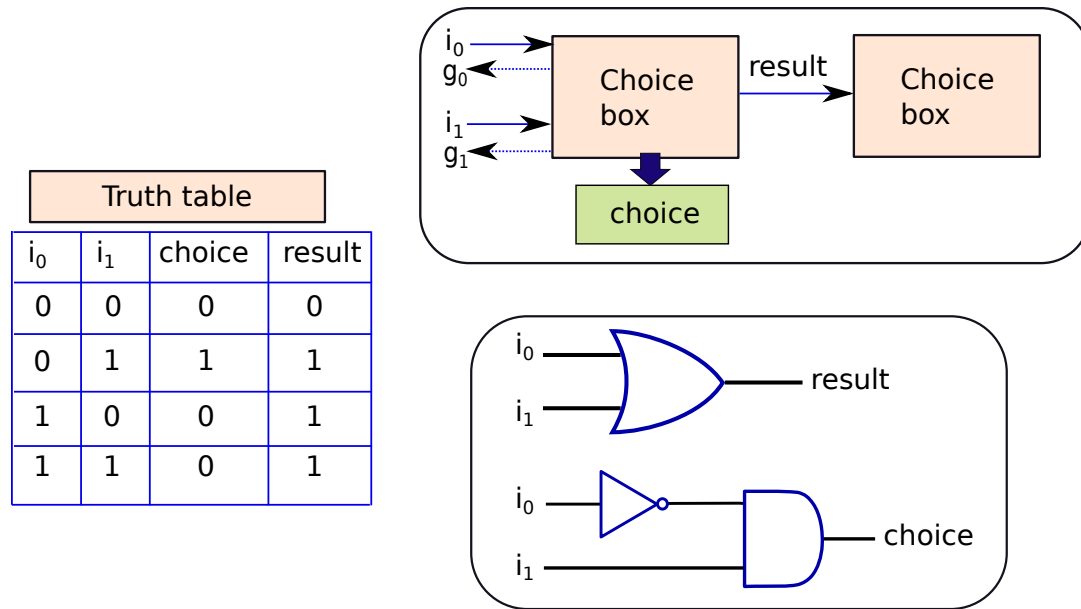 Truth table
i₀ i₁ choice result
0 0 0 0
0 1 1 1
1 0 0 1
1 1 0 1
i₀
g₀
i₁
g₁
Choice
box
result
Choice
box
choice
i₀
i₁
result
i₀
i₁
choice